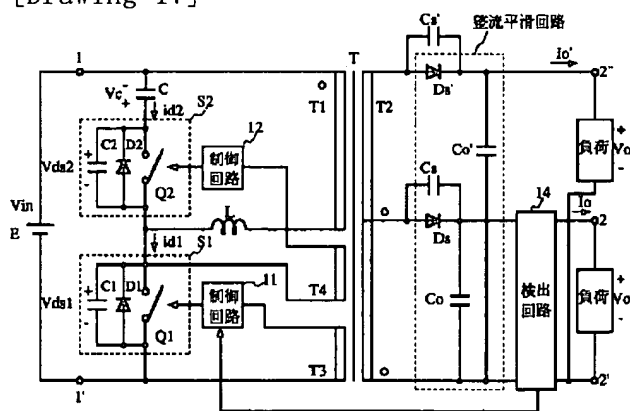 [Drawing 17]
Cs'
整流平滑回路
Io'
1
T
2"
Vc
-
+
C
id2
S2
T1
T2
Ds'
+
負荷
Vo'
-
C2
D2
12
制御
回路
Co'
Vds2
+
-
Q2
Cs
14
Io
Vin
E
L
2
id1
S1
Ds
T4
Vds1
+
-
C1
D1
11
制御
回路
Co
検出
回路
+
負荷
Vo
-
Q1
T3
1'
2'